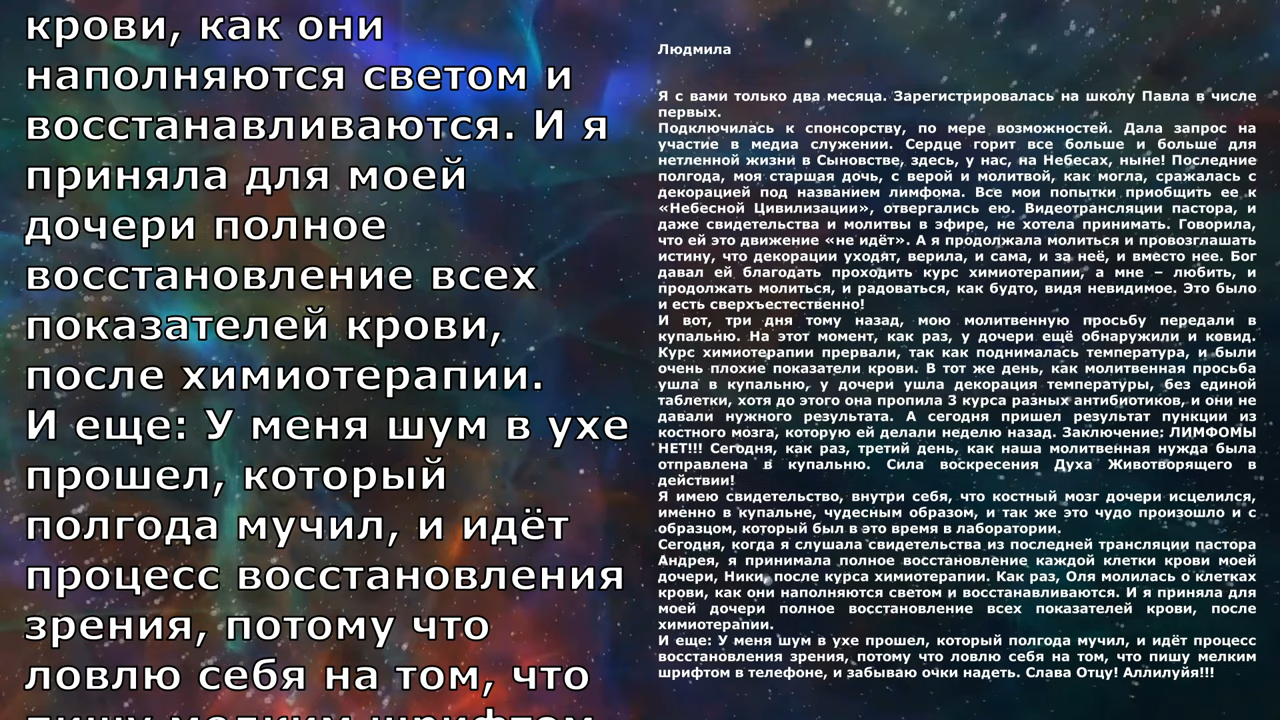 крови, как они
наполняются светом и
восстанавливаются. И я
приняла для моей
дочери полное
восстановление всех
показателей крови,
после химиотерапии.
И еще: У меня шум в ухе
прошел, который
полгода мучил, и идёт
процесс восстановления
зрения, потому что
ловлю себя на том, что
пишу мелким шрифтом
Людмила
Я с вами только два месяца. Зарегистрировалась на школу Павла в числе
первых.
Подключилась к спонсорству, по мере возможностей. Дала запрос на
участие в медиа служении. Сердце горит все больше и больше для
нетленной жизни в Сыновстве, здесь, у нас, на Небесах, ныне! Последние
полгода, моя старшая дочь, с верой и молитвой, как могла, сражалась с
декорацией под названием лимфома. Все мои попытки приобщить ее к
«Небесной Цивилизации», отвергались ею. Видеотрансляции пастора, и
даже свидетельства и молитвы в эфире, не хотела принимать. Говорила,
что ей это движение «не идёт». А я продолжала молиться и провозглашать
истину, что декорации уходят, верила, и сама, и за неё, и вместо нее. Бог
давал ей благодать проходить курс химиотерапии, а мне – любить, и
продолжать молиться, и радоваться, как будто, видя невидимое. Это было
и есть сверхъестественно!
И вот, три дня тому назад, мою молитвенную просьбу передали в
купальню. На этот момент, как раз, у дочери ещё обнаружили и ковид.
Курс химиотерапии прервали, так как поднималась температура, и были
очень плохие показатели крови. В тот же день, как молитвенная просьба
ушла в купальню, у дочери ушла декорация температуры, без единой
таблетки, хотя до этого она пропила 3 курса разных антибиотиков, и они не
давали нужного результата. А сегодня пришел результат пункции из
костного мозга, которую ей делали неделю назад. Заключение: ЛИМФОМЫ
НЕТ!!! Сегодня, как раз, третий день, как наша молитвенная нужда была
отправлена в купальню. Сила воскресения Духа Животворящего в
действии!
Я имею свидетельство, внутри себя, что костный мозг дочери исцелился,
именно в купальне, чудесным образом, и так же это чудо произошло и с
образцом, который был в это время в лаборатории.
Сегодня, когда я слушала свидетельства из последней трансляции пастора
Андрея, я принимала полное восстановление каждой клетки крови моей
дочери, Ники, после курса химиотерапии. Как раз, Оля молилась о клетках
крови, как они наполняются светом и восстанавливаются. И я приняла для
моей дочери полное восстановление всех показателей крови, после
химиотерапии.
И еще: У меня шум в ухе прошел, который полгода мучил, и идёт процесс
восстановления зрения, потому что ловлю себя на том, что пишу мелким
шрифтом в телефоне, и забываю очки надеть. Слава Отцу! Аллилуйя!!!